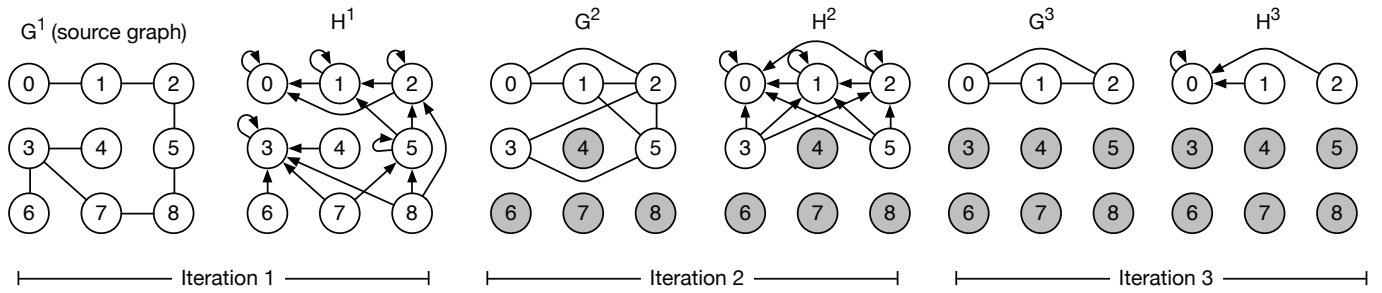 G¹ (source graph) H¹ G² H² G³ H³
0 1 2 0 1 2 0 1 2 0 1 2 0 1 2 0 1 2
3 4 5 3 4 5 3 4 5 3 4 5 3 4 5 3 4 5
6 7 8 6 7 8 6 7 8 6 7 8 6 7 8 6 7 8
Iteration 1 Iteration 2 Iteration 3